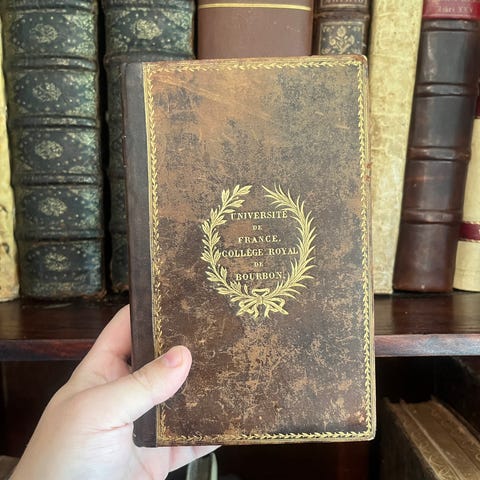 UNIVERSITÉ
DE
FRANCE.
COLLÈGE ROYAL
DE
BOURBON.